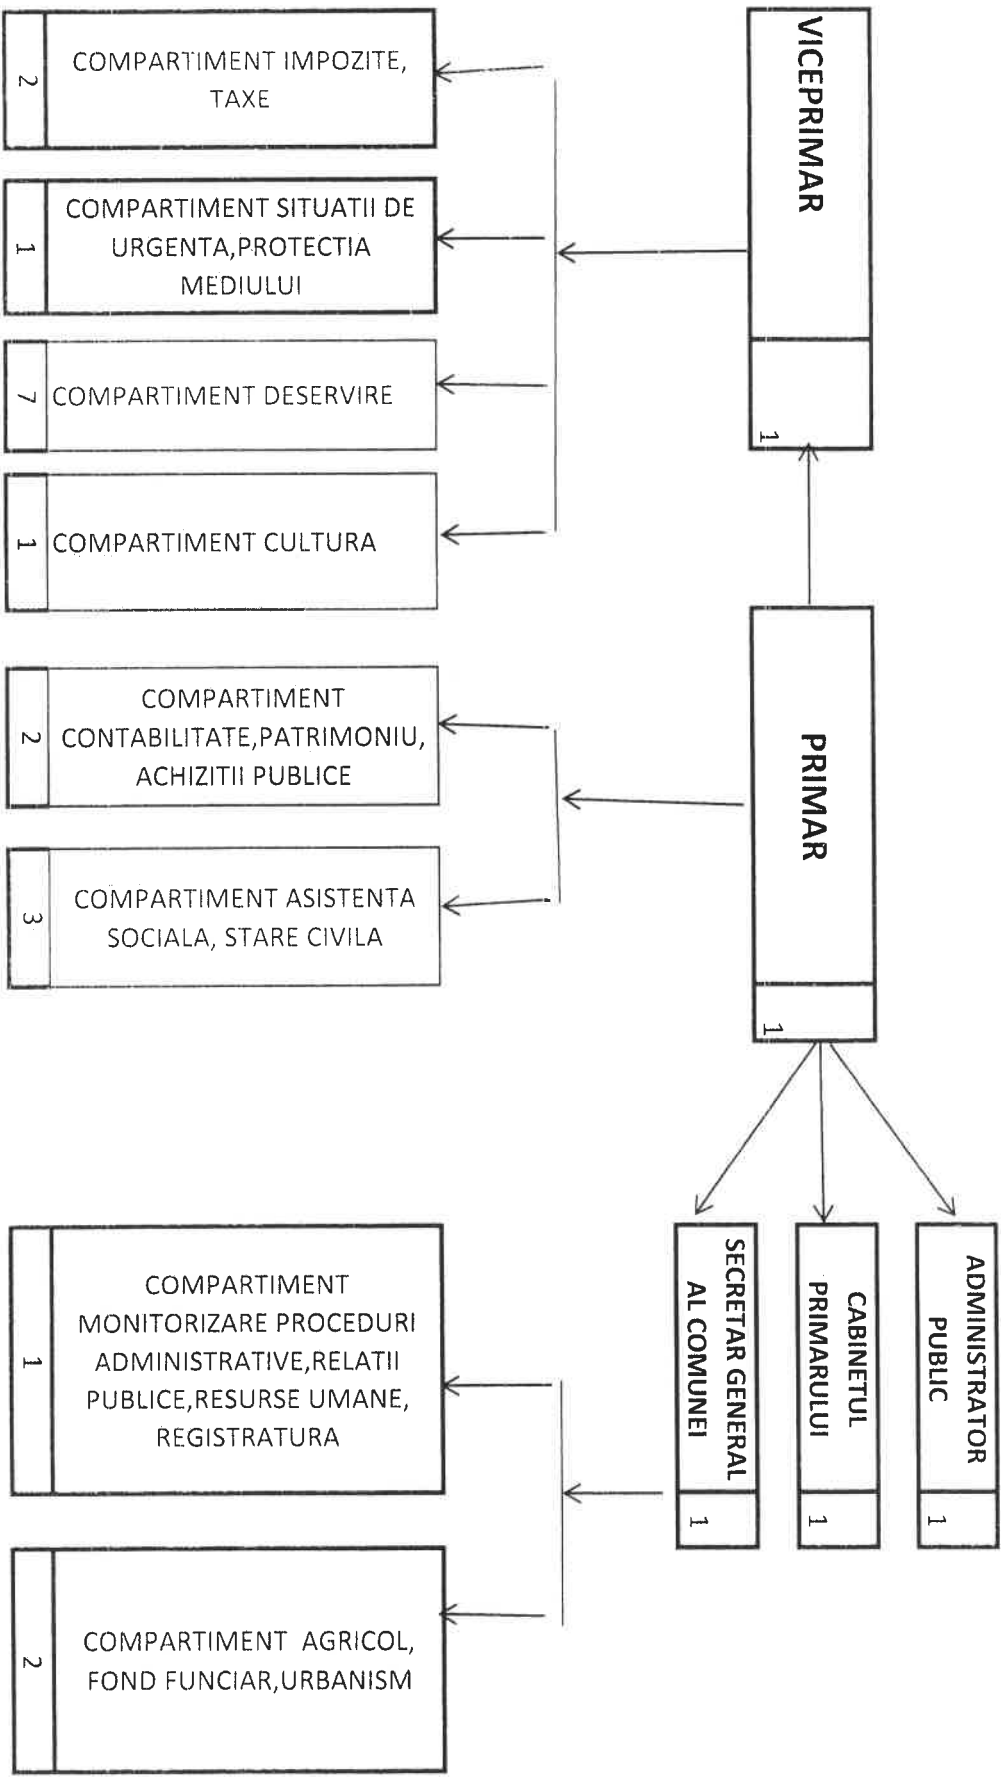 VICEPRIMAR
1
PRIMAR
1
ADMINISTRATOR
PUBLIC
1
CABINETUL
PRIMARULUI
1
SECRETAR GENERAL
AL COMUNEI
1
COMPARTIMENT IMPOZITE,
TAXE
2
COMPARTIMENT SITUATII DE
URGENTA,PROTECTIA
MEDIULUI
1
COMPARTIMENT DESERVIRE
7
COMPARTIMENT CULTURA
1
COMPARTIMENT
CONTABILITATE,PATRIMONIU,
ACHIZITII PUBLICE
2
COMPARTIMENT ASISTENTA
SOCIALA, STARE CIVILA
3
COMPARTIMENT
MONITORIZARE PROCEDURI
ADMINISTRATIVE,RELATII
PUBLICE,RESURSE UMANE,
REGISTRATURA
1
COMPARTIMENT AGRICOL,
FOND FUNCIAR,URBANISM
2